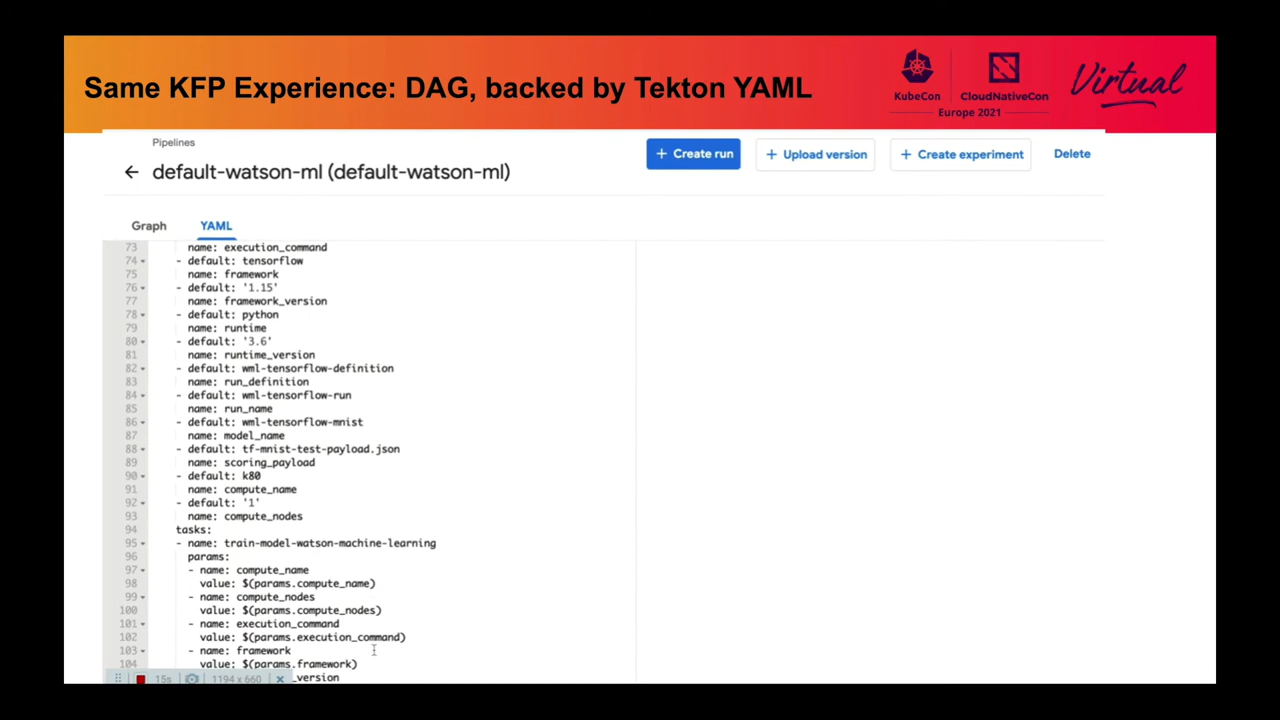 Same KFP Experience: DAG, backed by Tekton YAML
KubeCon
CloudNativeCon
Europe 2021
Virtual
Pipelines
default-watson-ml (default-watson-ml)
+ Create run
+ Upload version
+ Create experiment
Delete
Graph
YAML
73 name: execution_command
74 - default: tensorflow
75 name: framework
76 - default: '1.15'
77 name: framework_version
78 - default: python
79 name: runtime
80 - default: '3.6'
81 name: runtime_version
82 - default: wml-tensorflow-definition
83 name: run_definition
84 - default: wml-tensorflow-run
85 name: run_name
86 - default: wml-tensorflow-mnist
87 name: model_name
88 - default: tf-mnist-test-payload.json
89 name: scoring_payload
90 - default: k80
91 name: compute_name
92 - default: '1'
93 name: compute_nodes
94 tasks:
95 - name: train-model-watson-machine-learning
96 params:
97 - name: compute_name
98 value: $(params.compute_name)
99 - name: compute_nodes
100 value: $(params.compute_nodes)
101 - name: execution_command
102 value: $(params.execution_command)
103 - name: framework
104 value: $(params.framework)
_version
15s
1194 x 660